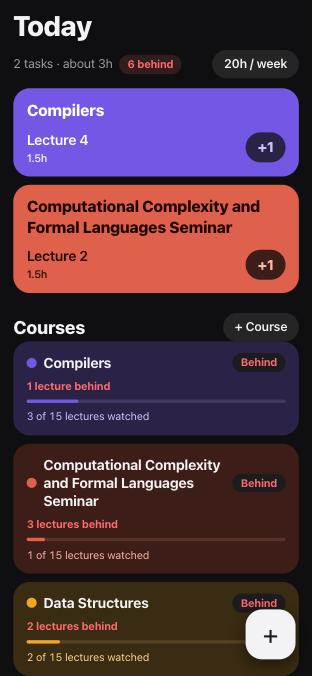 Today
2 tasks · about 3h 6 behind 20h / week
Compilers
Lecture 4
1.5h
+1
Computational Complexity and
Formal Languages Seminar
Lecture 2
1.5h
+1
Courses + Course
Compilers Behind
1 lecture behind
3 of 15 lectures watched
Computational Complexity
and Formal Languages
Seminar
Behind
3 lectures behind
1 of 15 lectures watched
Data Structures Behind
2 lectures behind
2 of 15 lectures watched
+